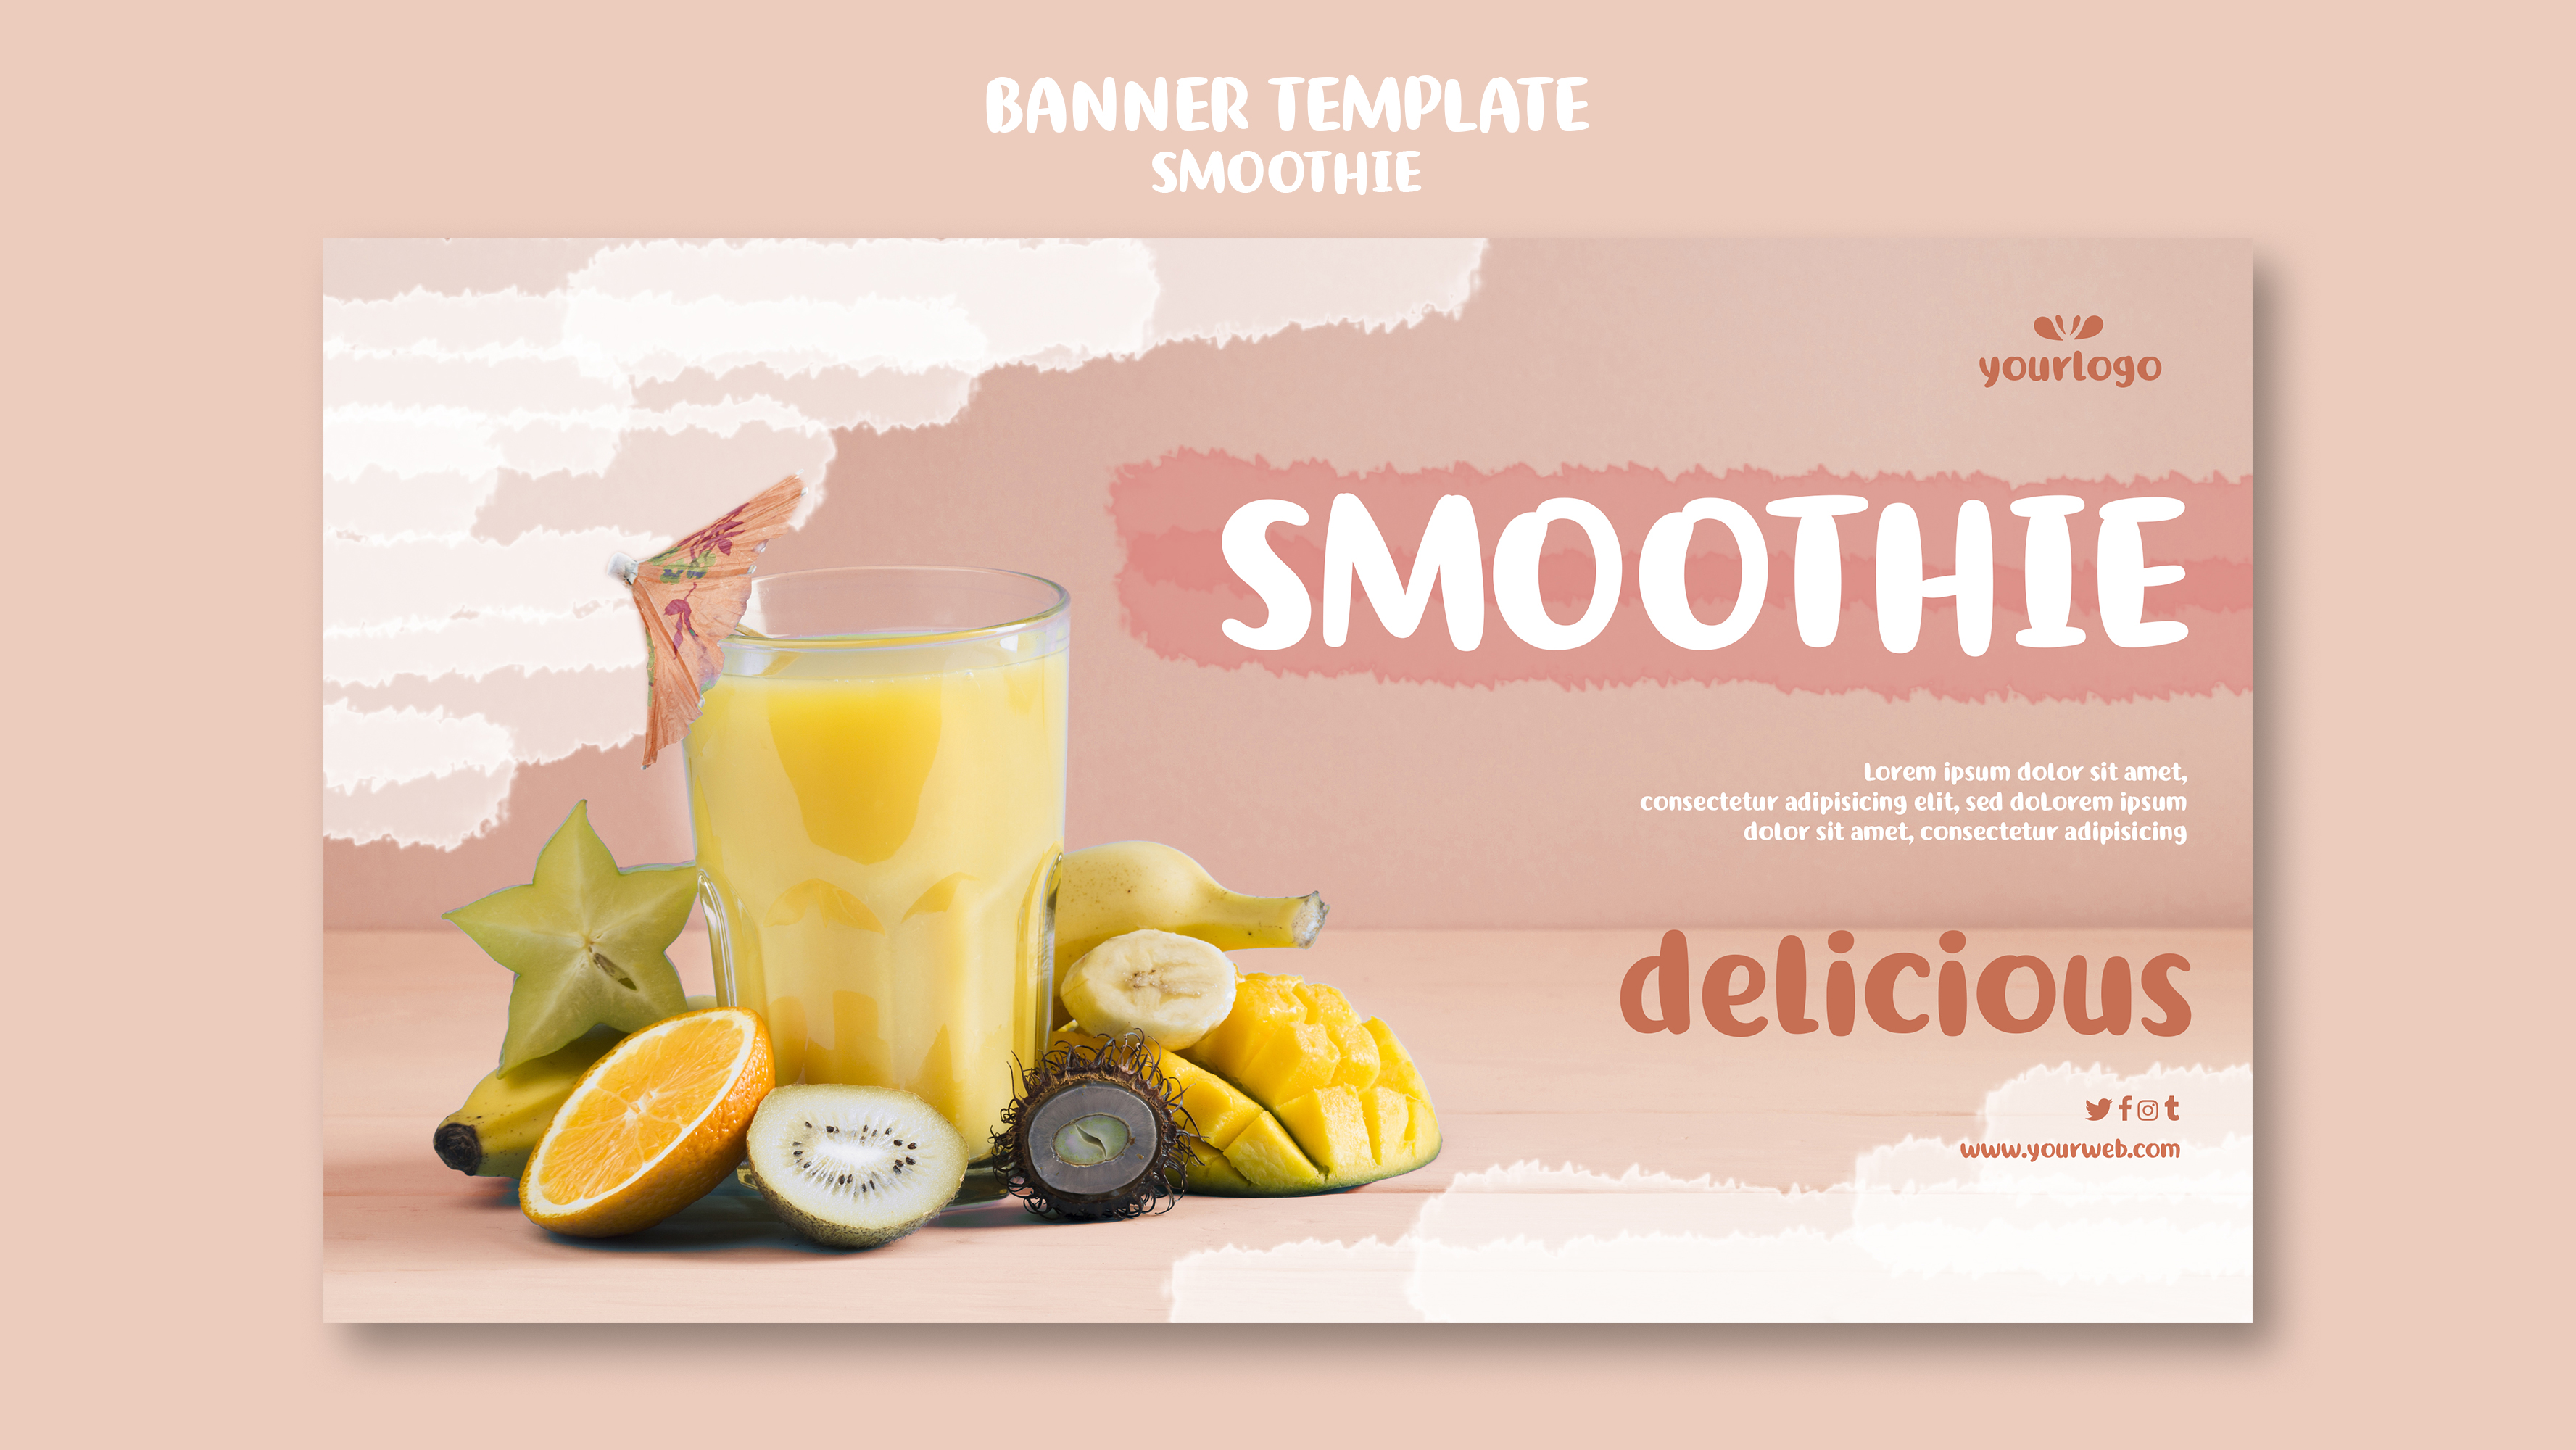 BANNER TEMPLATE
SMOOTHIE
yourlogo
SMOOTHIE
Lorem ipsum dolor sit amet,
consectetur adipisicing elit, sed dolorem ipsum
dolor sit amet, consectetur adipisicing
delicious
www.yourweb.com